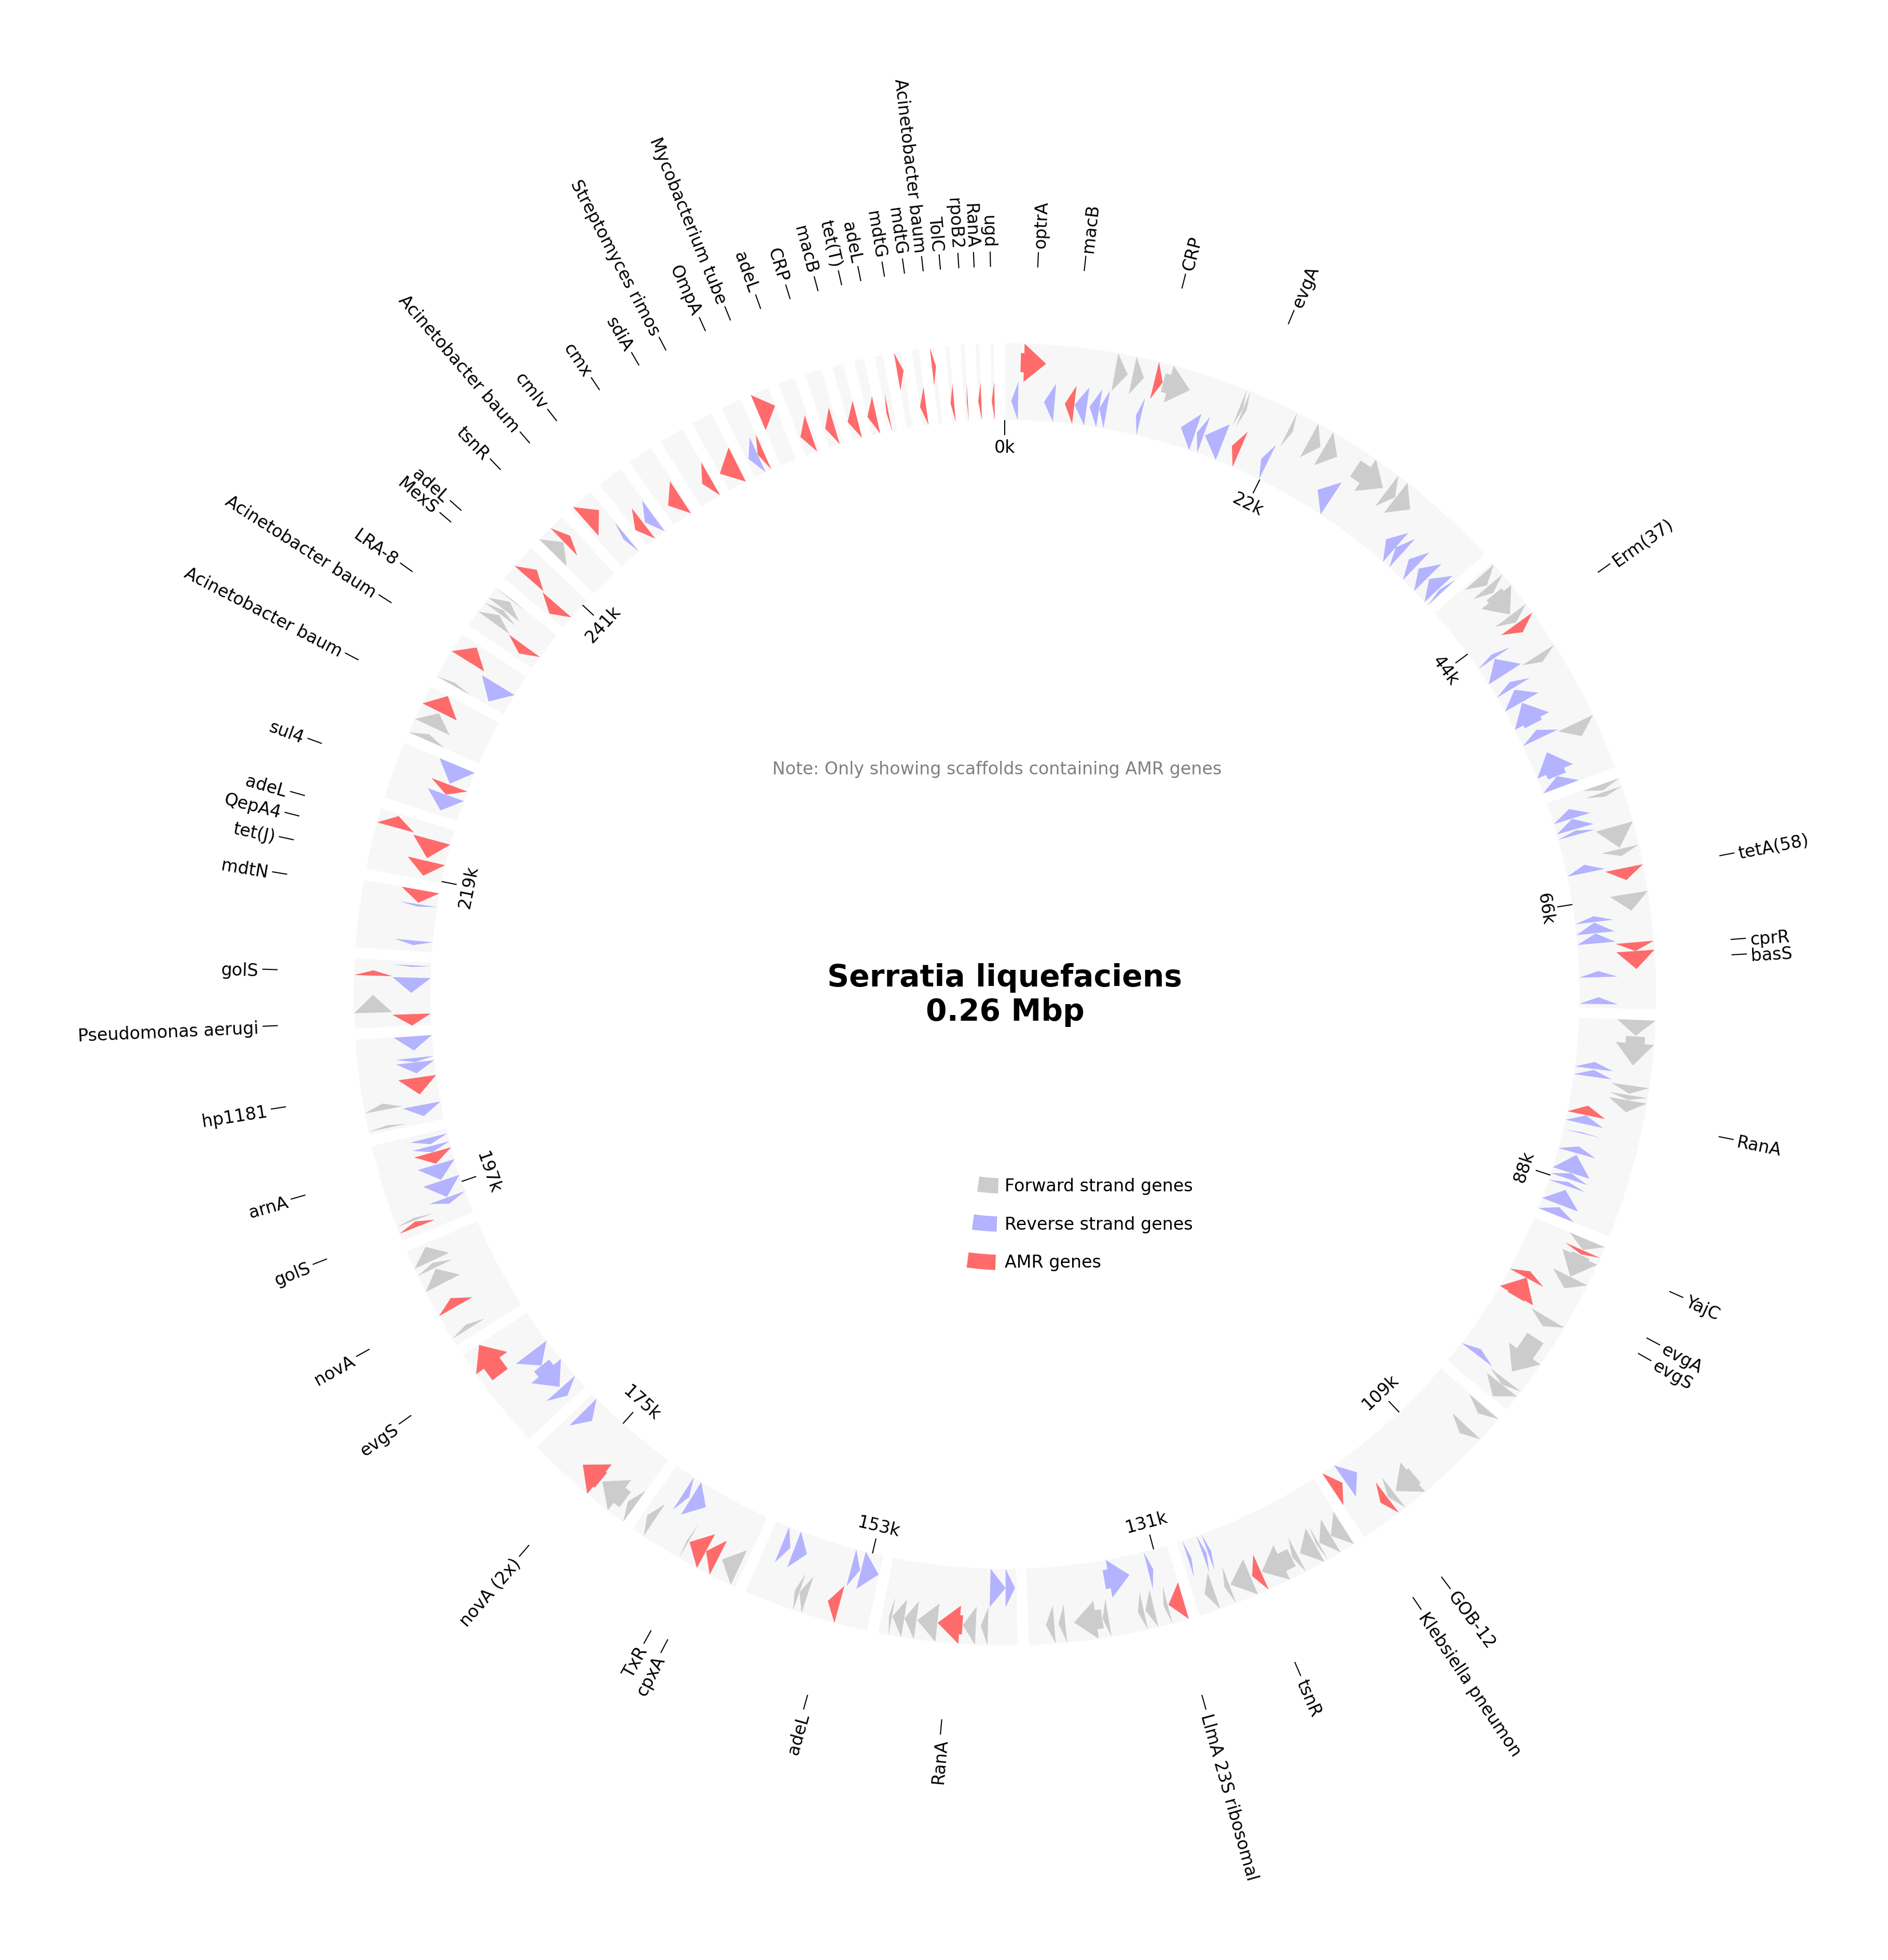 optrA
macB
CRP
evgA
Erm(37)
tetA(58)
cprR
basS
RanA
YajC
evgA
evgS
GOB-12
Klebsiella pneumon
tsnR
LlmA 23S ribosomal
RanA
adeL
cpxA
TxR
novA (2x)
evgS
novA
golS
arnA
hp1181
Pseudomonas aerugi
golS
mdtN
tet(J)
QepA4
adeL
sul4
Acinetobacter baum
Acinetobacter baum
LRA-8
MexS
adeL
tsnR
Acinetobacter baum
cmlv
cmx
sdiA
Streptomyces rimos
OmpA
Mycobacterium tube
adeL
CRP
macB
tet(T)
adeL
mdtG
mdtG
Acinetobacter baum
TolC
rpoB2
RanA
ugd
0k
22k
44k
66k
88k
109k
131k
153k
175k
197k
219k
241k
Note: Only showing scaffolds containing AMR genes
Serratia liquefaciens
0.26 Mbp
Forward strand genes
Reverse strand genes
AMR genes